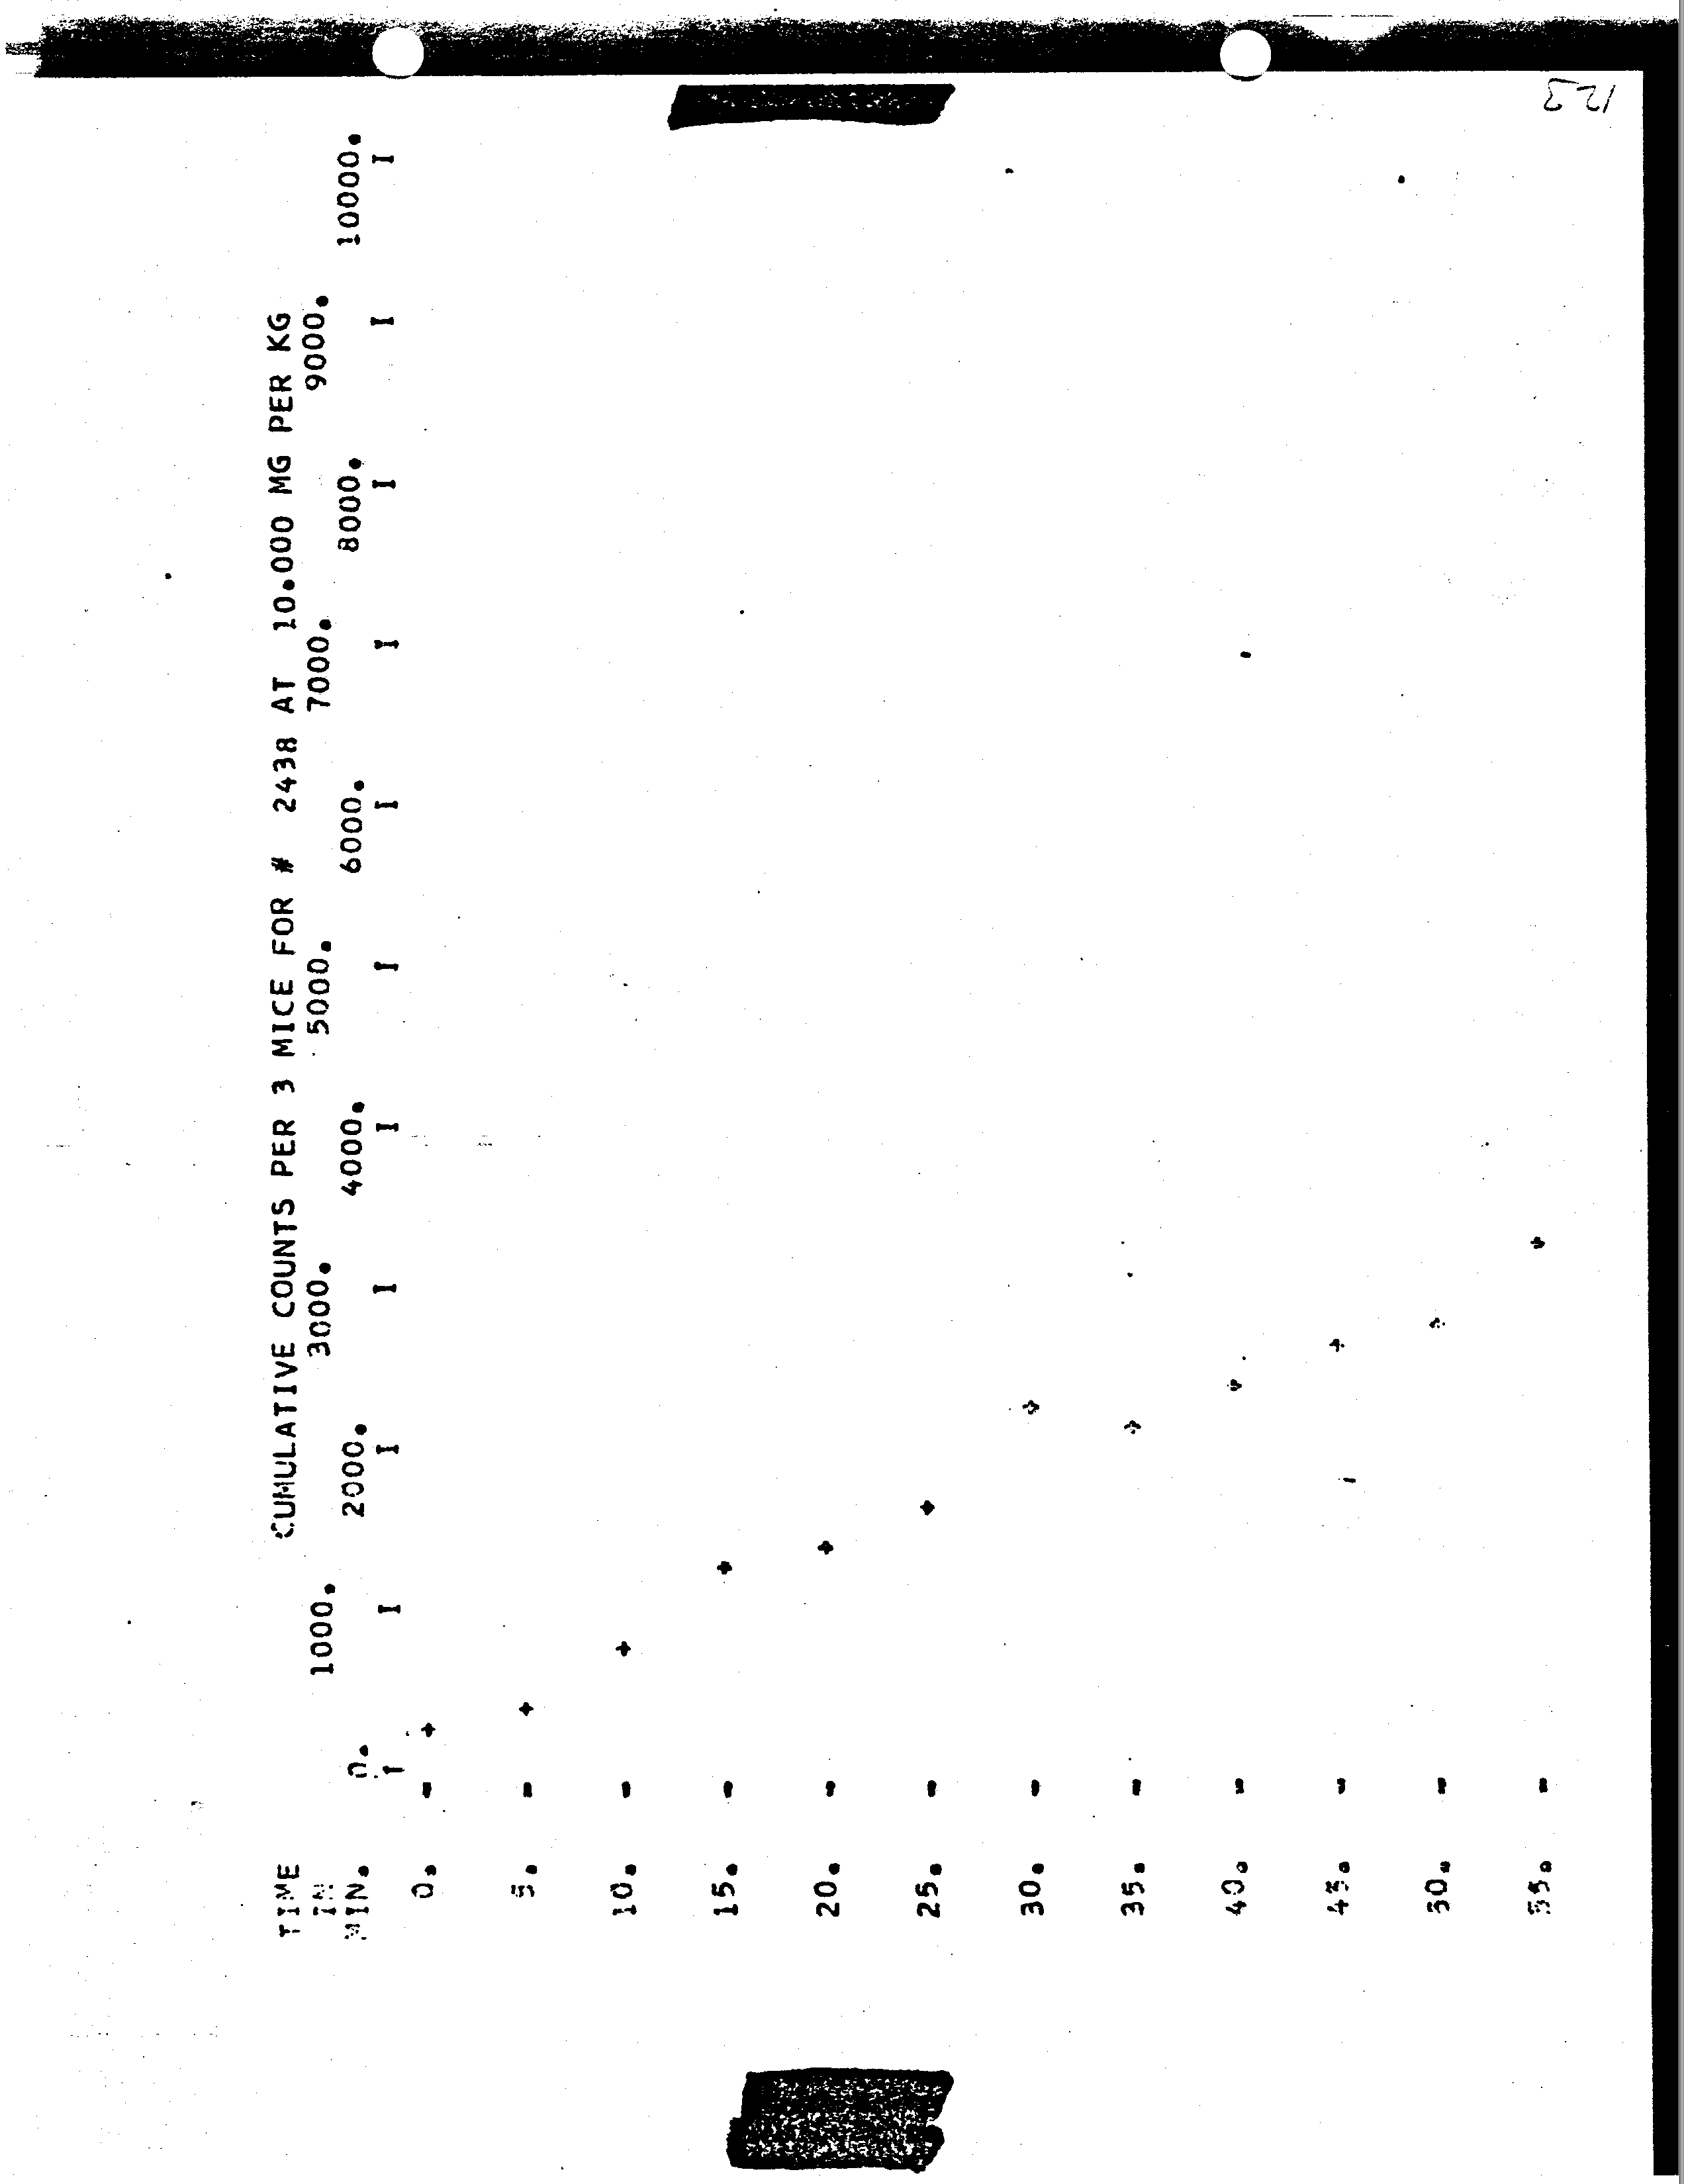 CUMULATIVE COUNTS PER 3 MICE FOR # 2438 AT 10.000 MG PER KG
TIME
IN
MIN.
1000. 3000. 5000. 7000. 9000.
0. 2000. 4000. 6000. 8000. 10000.
I I I I I I I I I I I
0. - +
5. - +
10. - +
15. - +
20. - +
25. - +
30. - +
35. - +
40. - +
45. - +
50. - +
55. - +
123